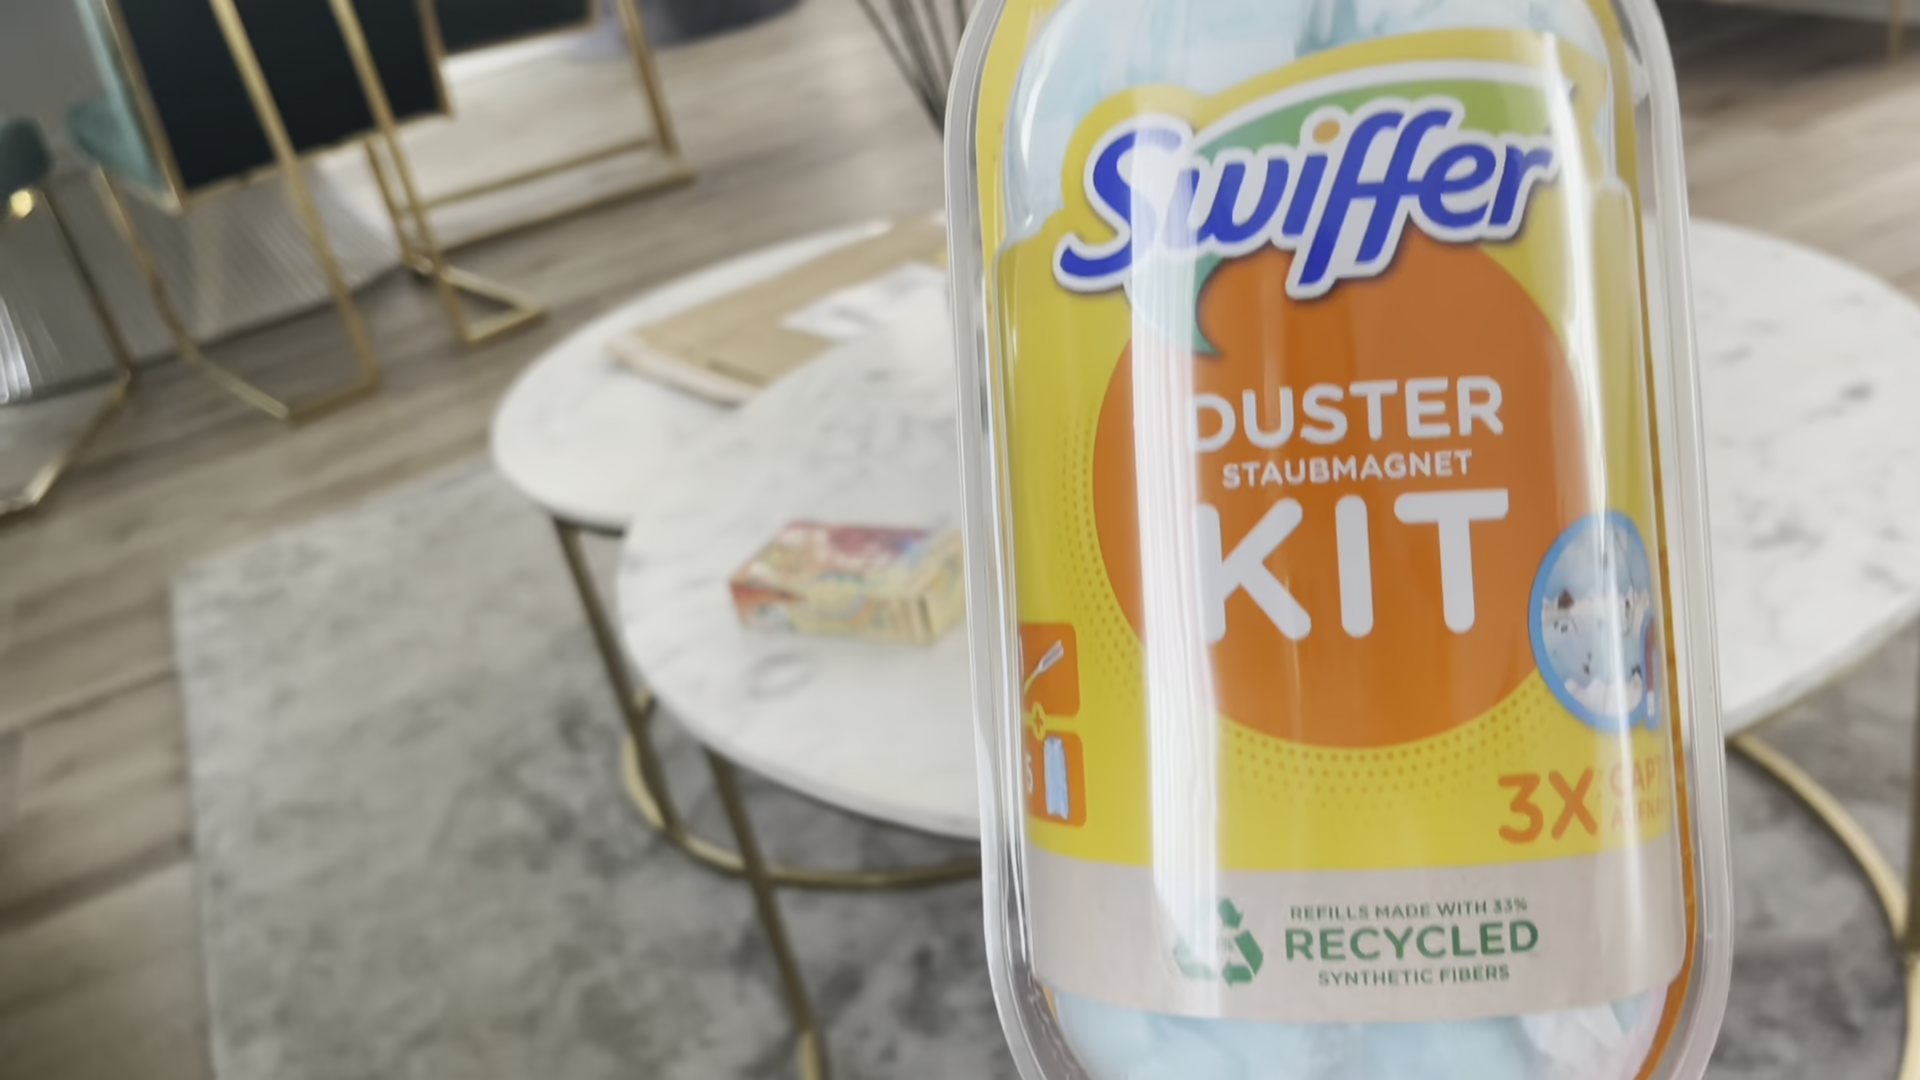 Swiffer
DUSTER
STAUBMAGNET
KIT
3X
REFILLS MADE WITH 33%
RECYCLED
SYNTHETIC FIBERS